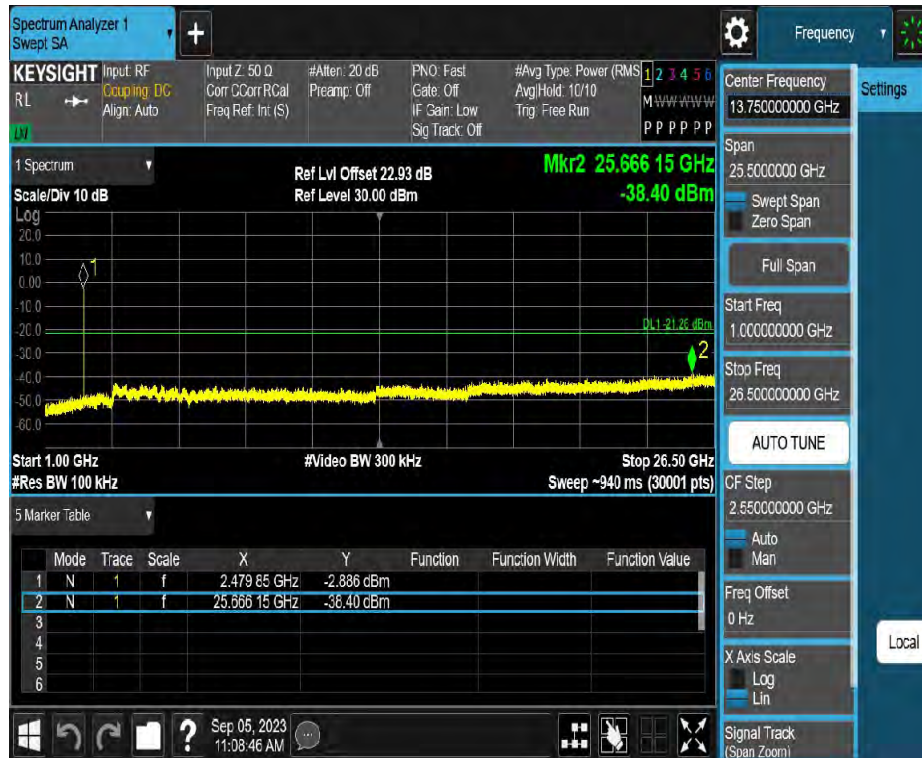 Spectrum Analyzer 1
Swept SA
+
Frequency
KEYSIGHT
RL
LXI
Input: RF
Coupling: DC
Align: Auto
Input Z: 50 Ω
Corr CCorr RCal
Freq Ref: Int (S)
#Atten: 20 dB
Preamp: Off
PNO: Fast
Gate: Off
IF Gain: Low
Sig Track: Off
#Avg Type: Power (RMS
Avg|Hold: 10/10
Trig: Free Run
1 2 3 4 5 6
M W W W W W
P P P P P P
1 Spectrum
Scale/Div 10 dB
Ref Lvl Offset 22.93 dB
Ref Level 30.00 dBm
Mkr2 25.666 15 GHz
-38.40 dBm
Log
20.0
10.0
0.00
-10.0
-20.0
-30.0
-40.0
-50.0
-60.0
1
DL1 -21.26 dBm
2
Start 1.00 GHz
#Video BW 300 kHz
Stop 26.50 GHz
#Res BW 100 kHz
Sweep ~940 ms (30001 pts)
5 Marker Table
Mode Trace Scale X Y Function Function Width Function Value
1 N 1 f 2.479 85 GHz -2.886 dBm
2 N 1 f 25.666 15 GHz -38.40 dBm
3
4
5
6
?
Sep 05, 2023
11:08:46 AM
Center Frequency
13.750000000 GHz
Span
25.5000000 GHz
Swept Span
Zero Span
Full Span
Start Freq
1.000000000 GHz
Stop Freq
26.500000000 GHz
AUTO TUNE
CF Step
2.550000000 GHz
Auto
Man
Freq Offset
0 Hz
X Axis Scale
Log
Lin
Signal Track
(Span Zoom)
Settings
Local